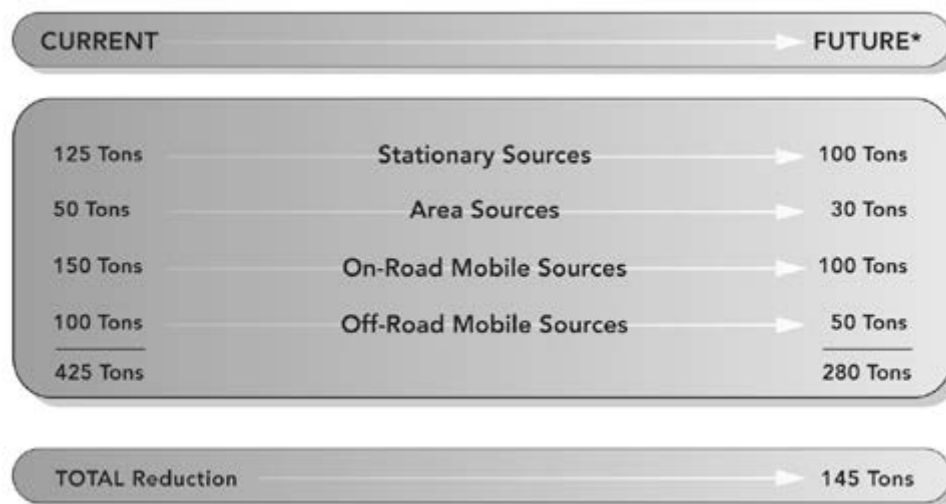 CURRENT FUTURE*
125 Tons Stationary Sources 100 Tons
50 Tons Area Sources 30 Tons
150 Tons On-Road Mobile Sources 100 Tons
100 Tons Off-Road Mobile Sources 50 Tons
425 Tons 280 Tons
TOTAL Reduction 145 Tons